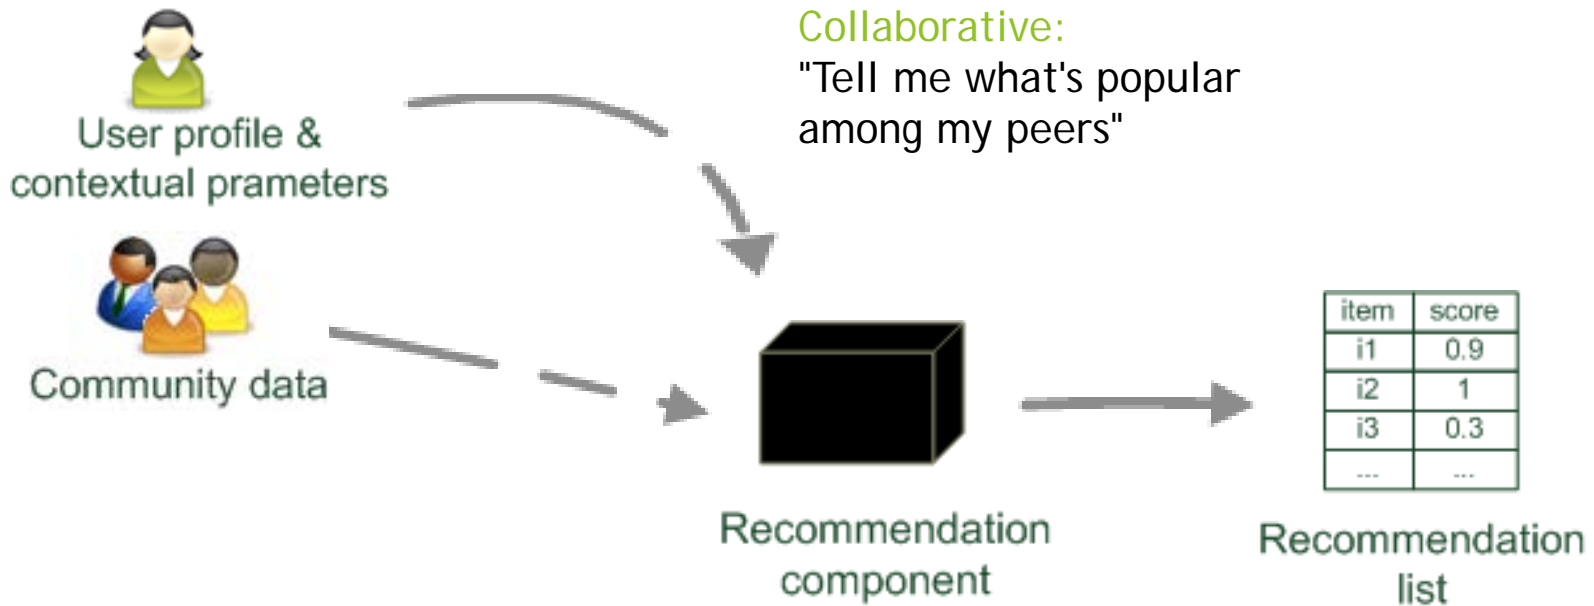 Collaborative:
"Tell me what's popular
among my peers"
User profile &
contextual prameters
Community data
Recommendation
component
item score
i1 0.9
i2 1
i3 0.3
... ...
Recommendation
list